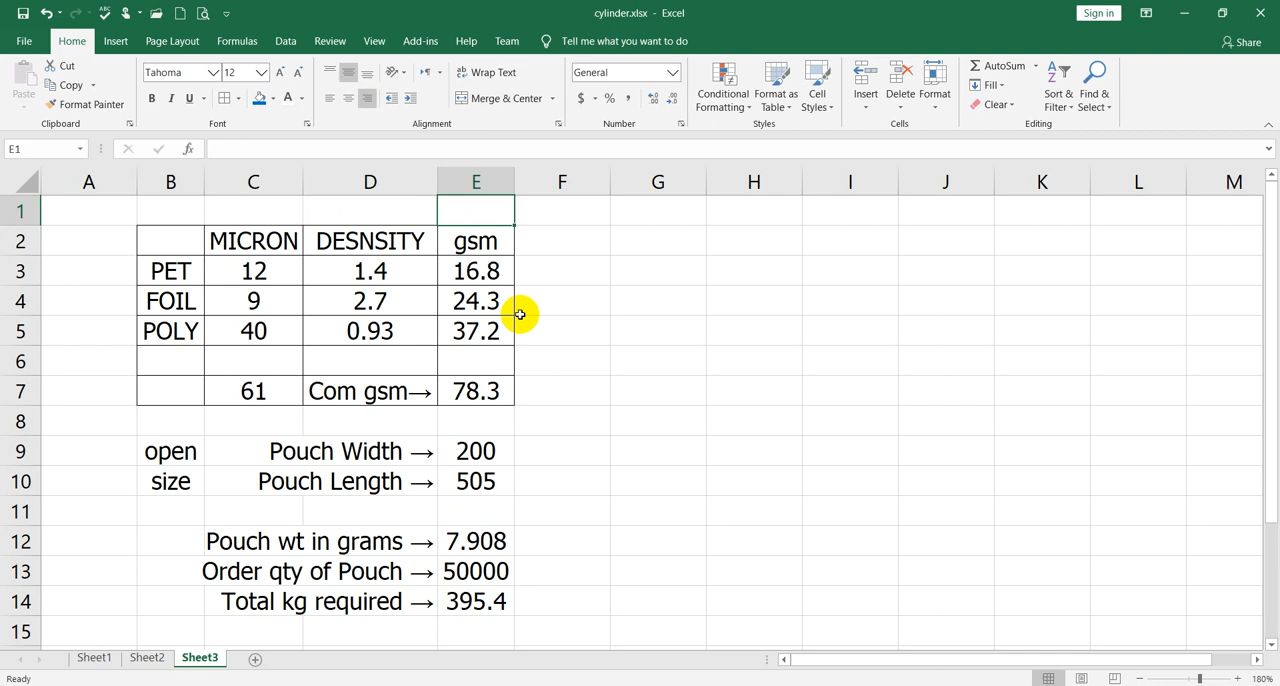 cylinder.xlsx - Excel
Sign in
File Home Insert Page Layout Formulas Data Review View Add-ins Help Team Tell me what you want to do Share
Paste
Cut
Copy
Format Painter
Clipboard
Tahoma 12
B I U A
Font
Wrap Text
Merge & Center
Alignment
General
$ % ,
Number
Conditional Formatting
Format as Table
Cell Styles
Styles
Insert Delete Format
Cells
AutoSum
Fill
Clear
Sort & Filter
Find & Select
Editing
E1 fx
A B C D E F G H I J K L M
1
2 MICRON DESNSITY gsm
3 PET 12 1.4 16.8
4 FOIL 9 2.7 24.3
5 POLY 40 0.93 37.2
6
7 61 Com gsm→ 78.3
8
9 open Pouch Width → 200
10 size Pouch Length → 505
11
12 Pouch wt in grams → 7.908
13 Order qty of Pouch → 50000
14 Total kg required → 395.4
15
Sheet1 Sheet2 Sheet3
Ready 180%